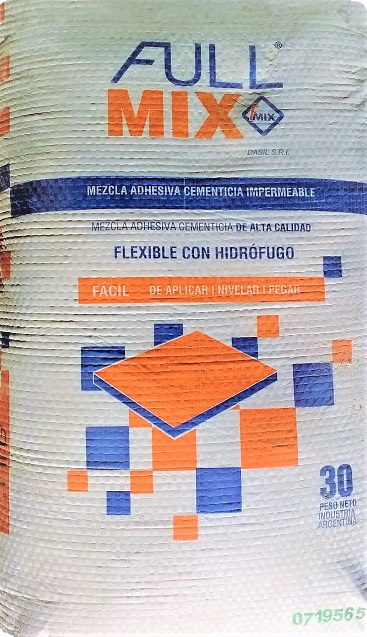 FULL®
MIX
MIX
DASIL S.R.L
MEZCLA ADHESIVA CEMENTICIA IMPERMEABLE
MEZCLA ADHESIVA CEMENTICIA DE ALTA CALIDAD
FLEXIBLE CON HIDRÓFUGO
FÁCIL DE APLICAR | NIVELAR | PEGAR
30
PESO NETO
INDUSTRIA
ARGENTINA
0719565